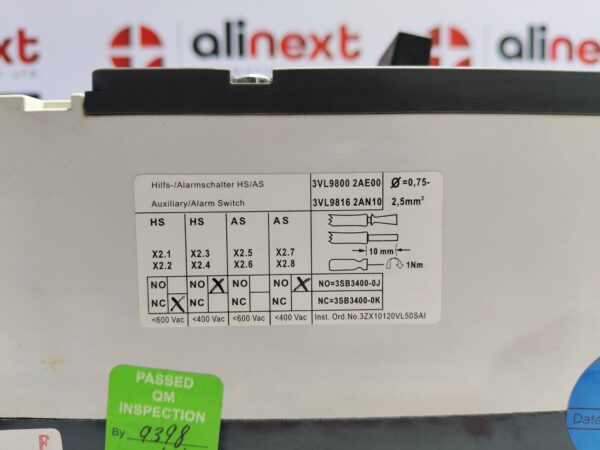 alinext
Hilfs-/Alarmschalter HS/AS
Auxiliary/Alarm Switch
3VL9800 2AE00
3VL9816 2AN10
Ø=0,75-
2,5mm²
HS HS AS AS
X2.1 X2.3 X2.5 X2.7
X2.2 X2.4 X2.6 X2.8
10 mm
1Nm
NO NO X NO NO X
NC X NC NC NC
NO=3SB3400-0J
NC=3SB3400-0K
<600 Vac <400 Vac <600 Vac <400 Vac
Inst. Ord.No.3ZX10120VL50SAI
PASSED
QM
INSPECTION
By 9398
Date